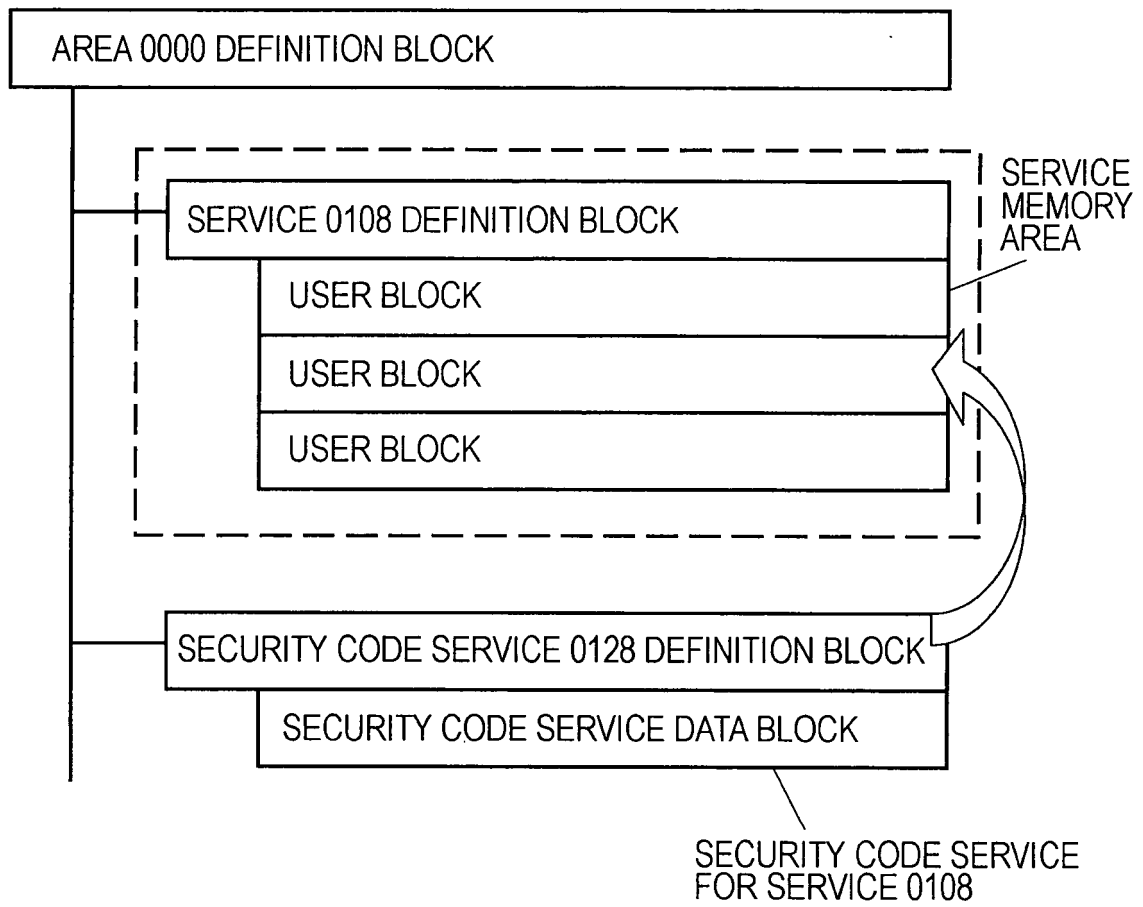 AREA 0000 DEFINITION BLOCK
SERVICE
MEMORY
AREA
SERVICE 0108 DEFINITION BLOCK
USER BLOCK
USER BLOCK
USER BLOCK
SECURITY CODE SERVICE 0128 DEFINITION BLOCK
SECURITY CODE SERVICE DATA BLOCK
SECURITY CODE SERVICE
FOR SERVICE 0108